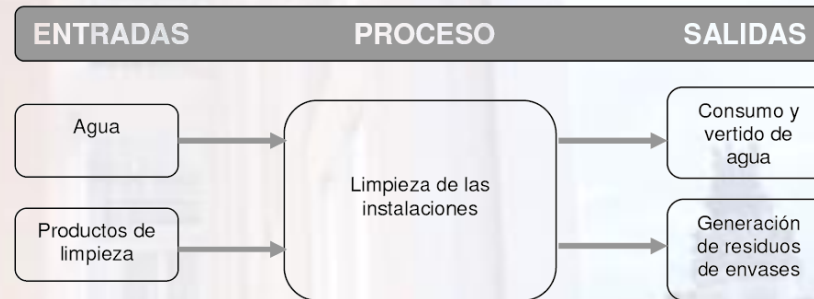 ENTRADAS PROCESO SALIDAS
Agua
Productos de
limpieza
Limpieza de las
instalaciones
Consumo y
vertido de
agua
Generación
de residuos
de envases